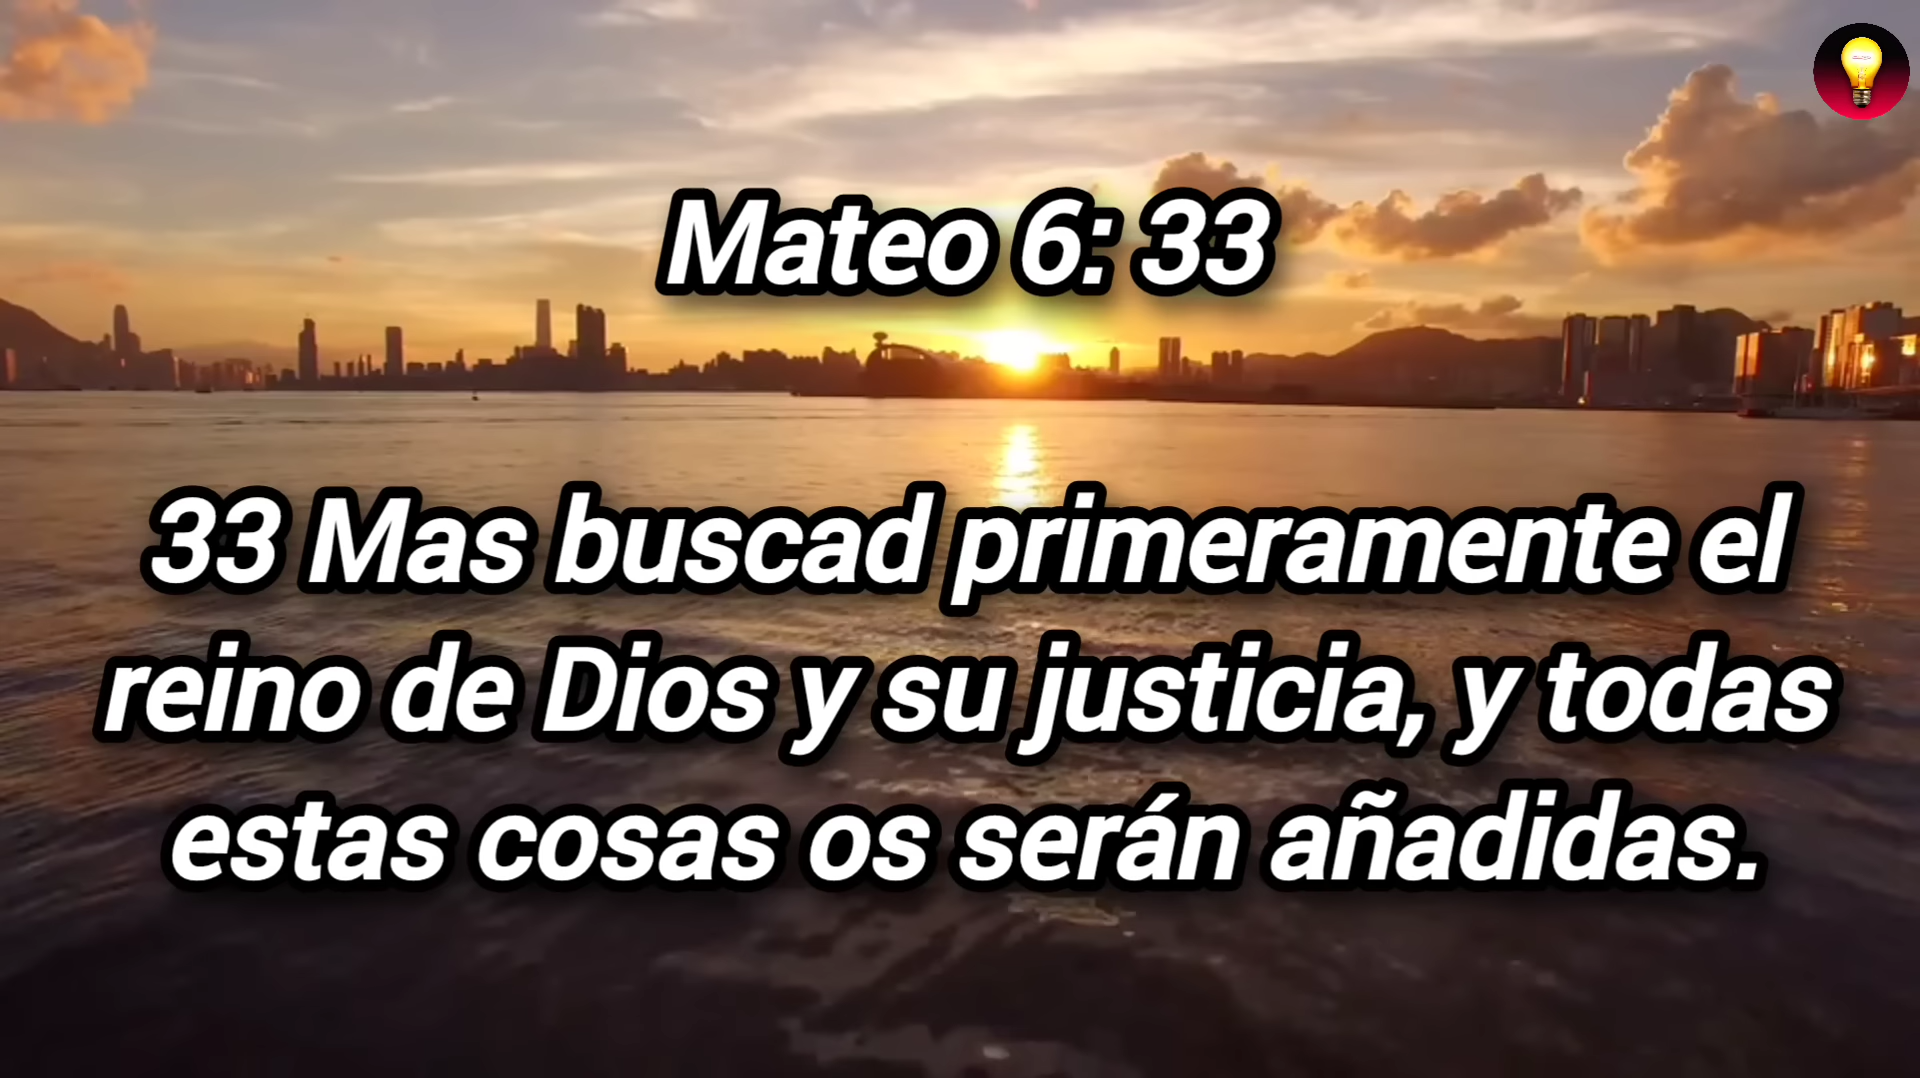 Mateo 6: 33
33 Mas buscad primeramente el
reino de Dios y su justicia, y todas
estas cosas os serán añadidas.